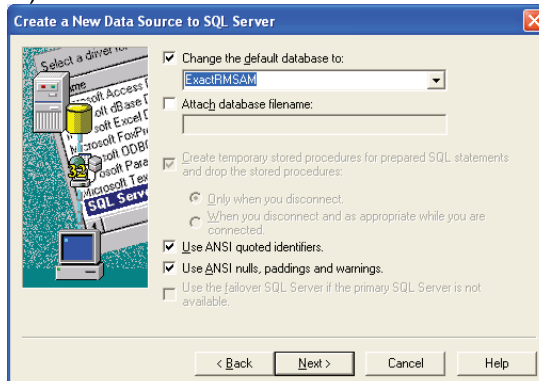 Create a New Data Source to SQL Server
Select a driver for
Change the default database to:
ExactRMSAM
Attach database filename:
Create temporary stored procedures for prepared SQL statements
and drop the stored procedures:
Only when you disconnect.
When you disconnect and as appropriate while you are
connected.
Use ANSI quoted identifiers.
Use ANSI nulls, paddings and warnings.
Use the failover SQL Server if the primary SQL Server is not
available.
< Back
Next >
Cancel
Help